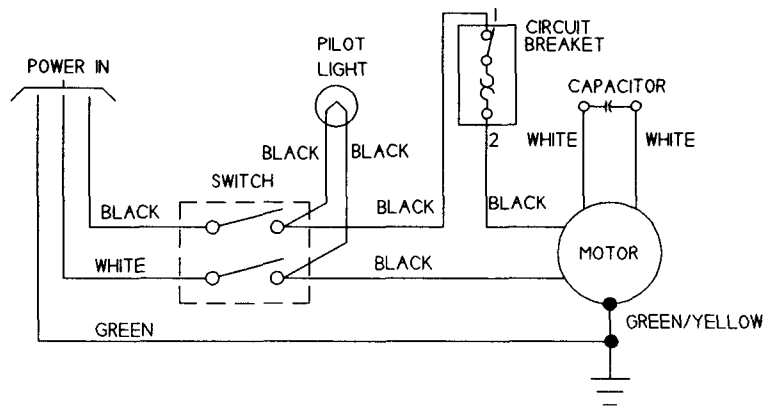 POWER IN
PILOT
LIGHT
1
CIRCUIT
BREAKET
CAPACITOR
2
WHITE
WHITE
BLACK
BLACK
SWITCH
BLACK
BLACK
BLACK
MOTOR
WHITE
BLACK
GREEN
GREEN/YELLOW